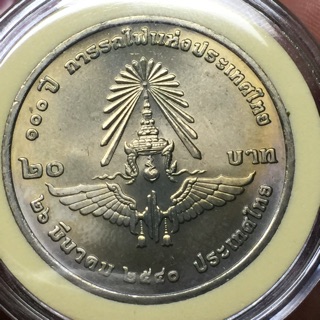 ๑๐๐ ปี การรถไฟแห่งประเทศไทย
๒๐ บาท
๒๖ มีนาคม ๒๕๔๐ ประเทศไทย